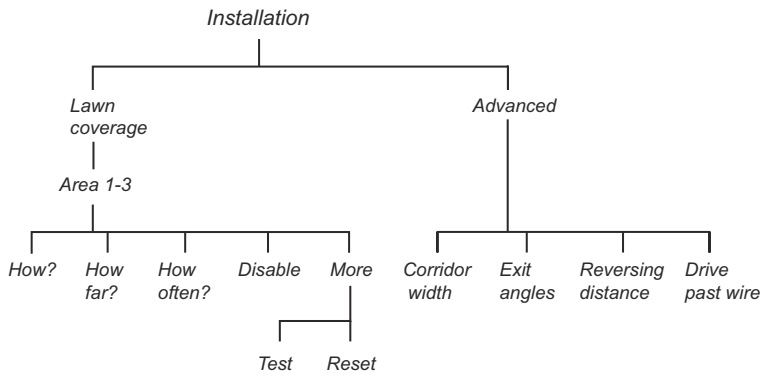 Installation
Lawn
coverage
Advanced
Area 1-3
How?
How
far?
How
often?
Disable
More
Corridor
width
Exit
angles
Reversing
distance
Drive
past wire
Test
Reset